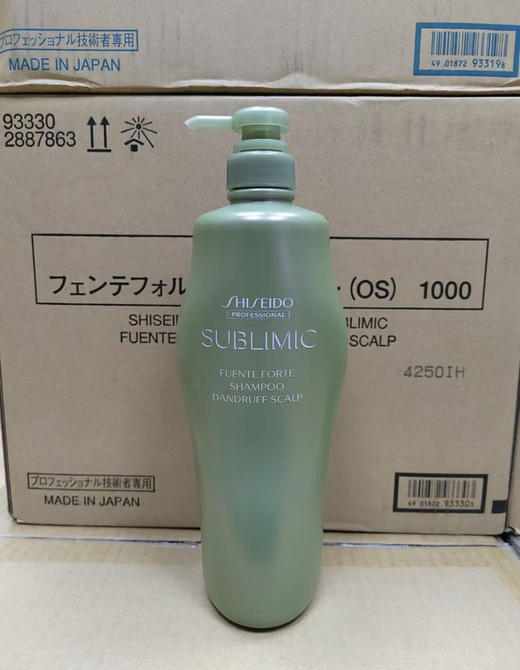 プロフェッショナル技術者専用
MADE IN JAPAN
49 01872 933198
93330
2887863
フェンテフォル
(OS) 1000
SHISEI
BLIMIC
FUENTE
SCALP
4250IH
SHISEIDO
PROFESSIONAL
SUBLIMIC
FUENTE FORTE
SHAMPOO
DANDRUFF SCALP
プロフェッショナル技術者専用
MADE IN JAPAN
49 01872 933301